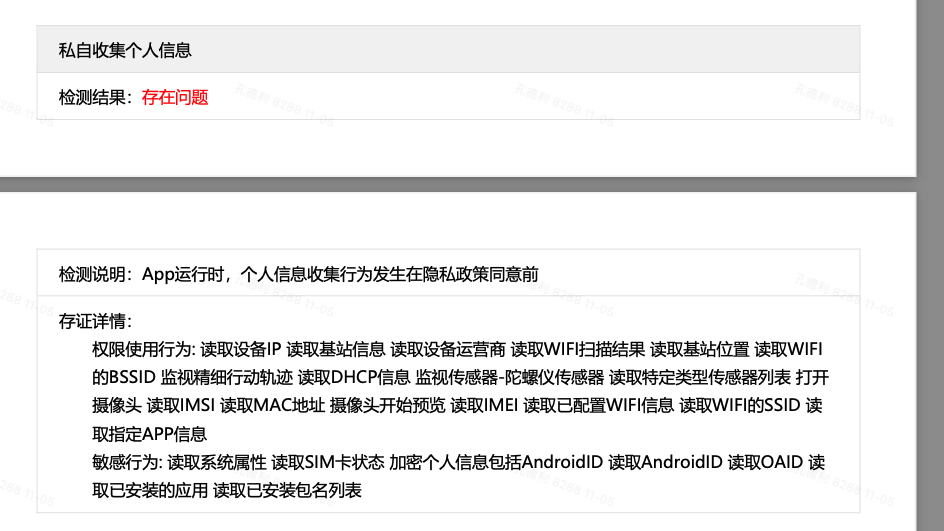 私自收集个人信息
检测结果：存在问题
检测说明：App运行时，个人信息收集行为发生在隐私政策同意前
存证详情：
权限使用行为: 读取设备IP 读取基站信息 读取设备运营商 读取WIFI扫描结果 读取基站位置 读取WIFI
的BSSID 监视精细行动轨迹 读取DHCP信息 监视传感器-陀螺仪传感器 读取特定类型传感器列表 打开
摄像头 读取IMSI 读取MAC地址 摄像头开始预览 读取IMEI 读取已配置WIFI信息 读取WIFI的SSID 读
取指定APP信息
敏感行为: 读取系统属性 读取SIM卡状态 加密个人信息包括AndroidID 读取AndroidID 读取OAID 读
取已安装的应用 读取已安装包名列表